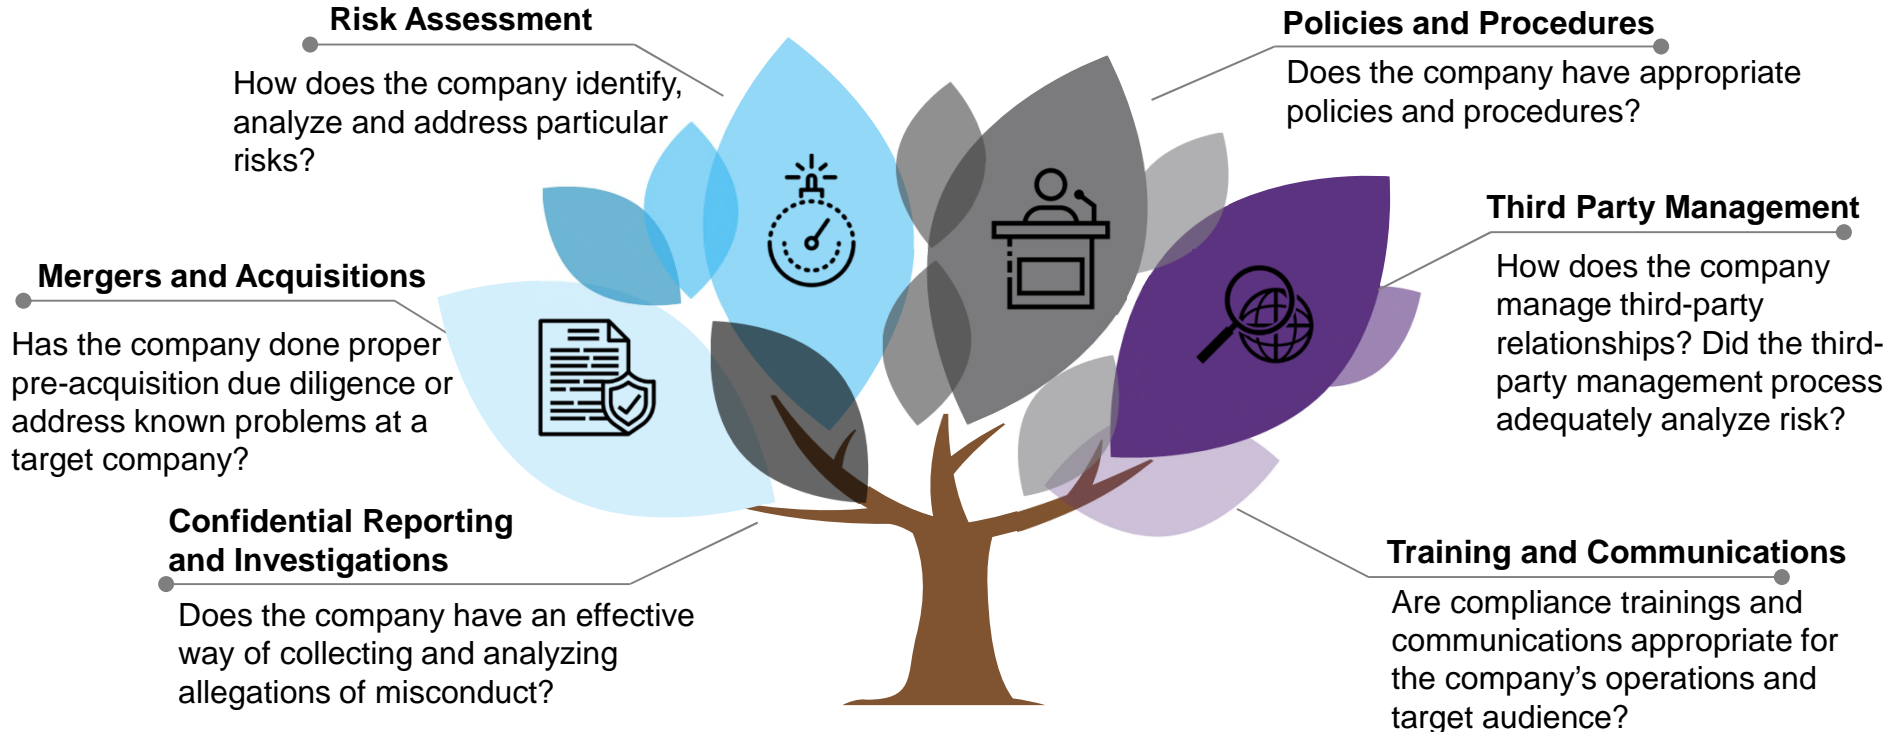 Risk Assessment
How does the company identify,
analyze and address particular
risks?
Policies and Procedures
Does the company have appropriate
policies and procedures?
Mergers and Acquisitions
Has the company done proper
pre-acquisition due diligence or
address known problems at a
target company?
Third Party Management
How does the company
manage third-party
relationships? Did the third-
party management process
adequately analyze risk?
Confidential Reporting
and Investigations
Does the company have an effective
way of collecting and analyzing
allegations of misconduct?
Training and Communications
Are compliance trainings and
communications appropriate for
the company’s operations and
target audience?